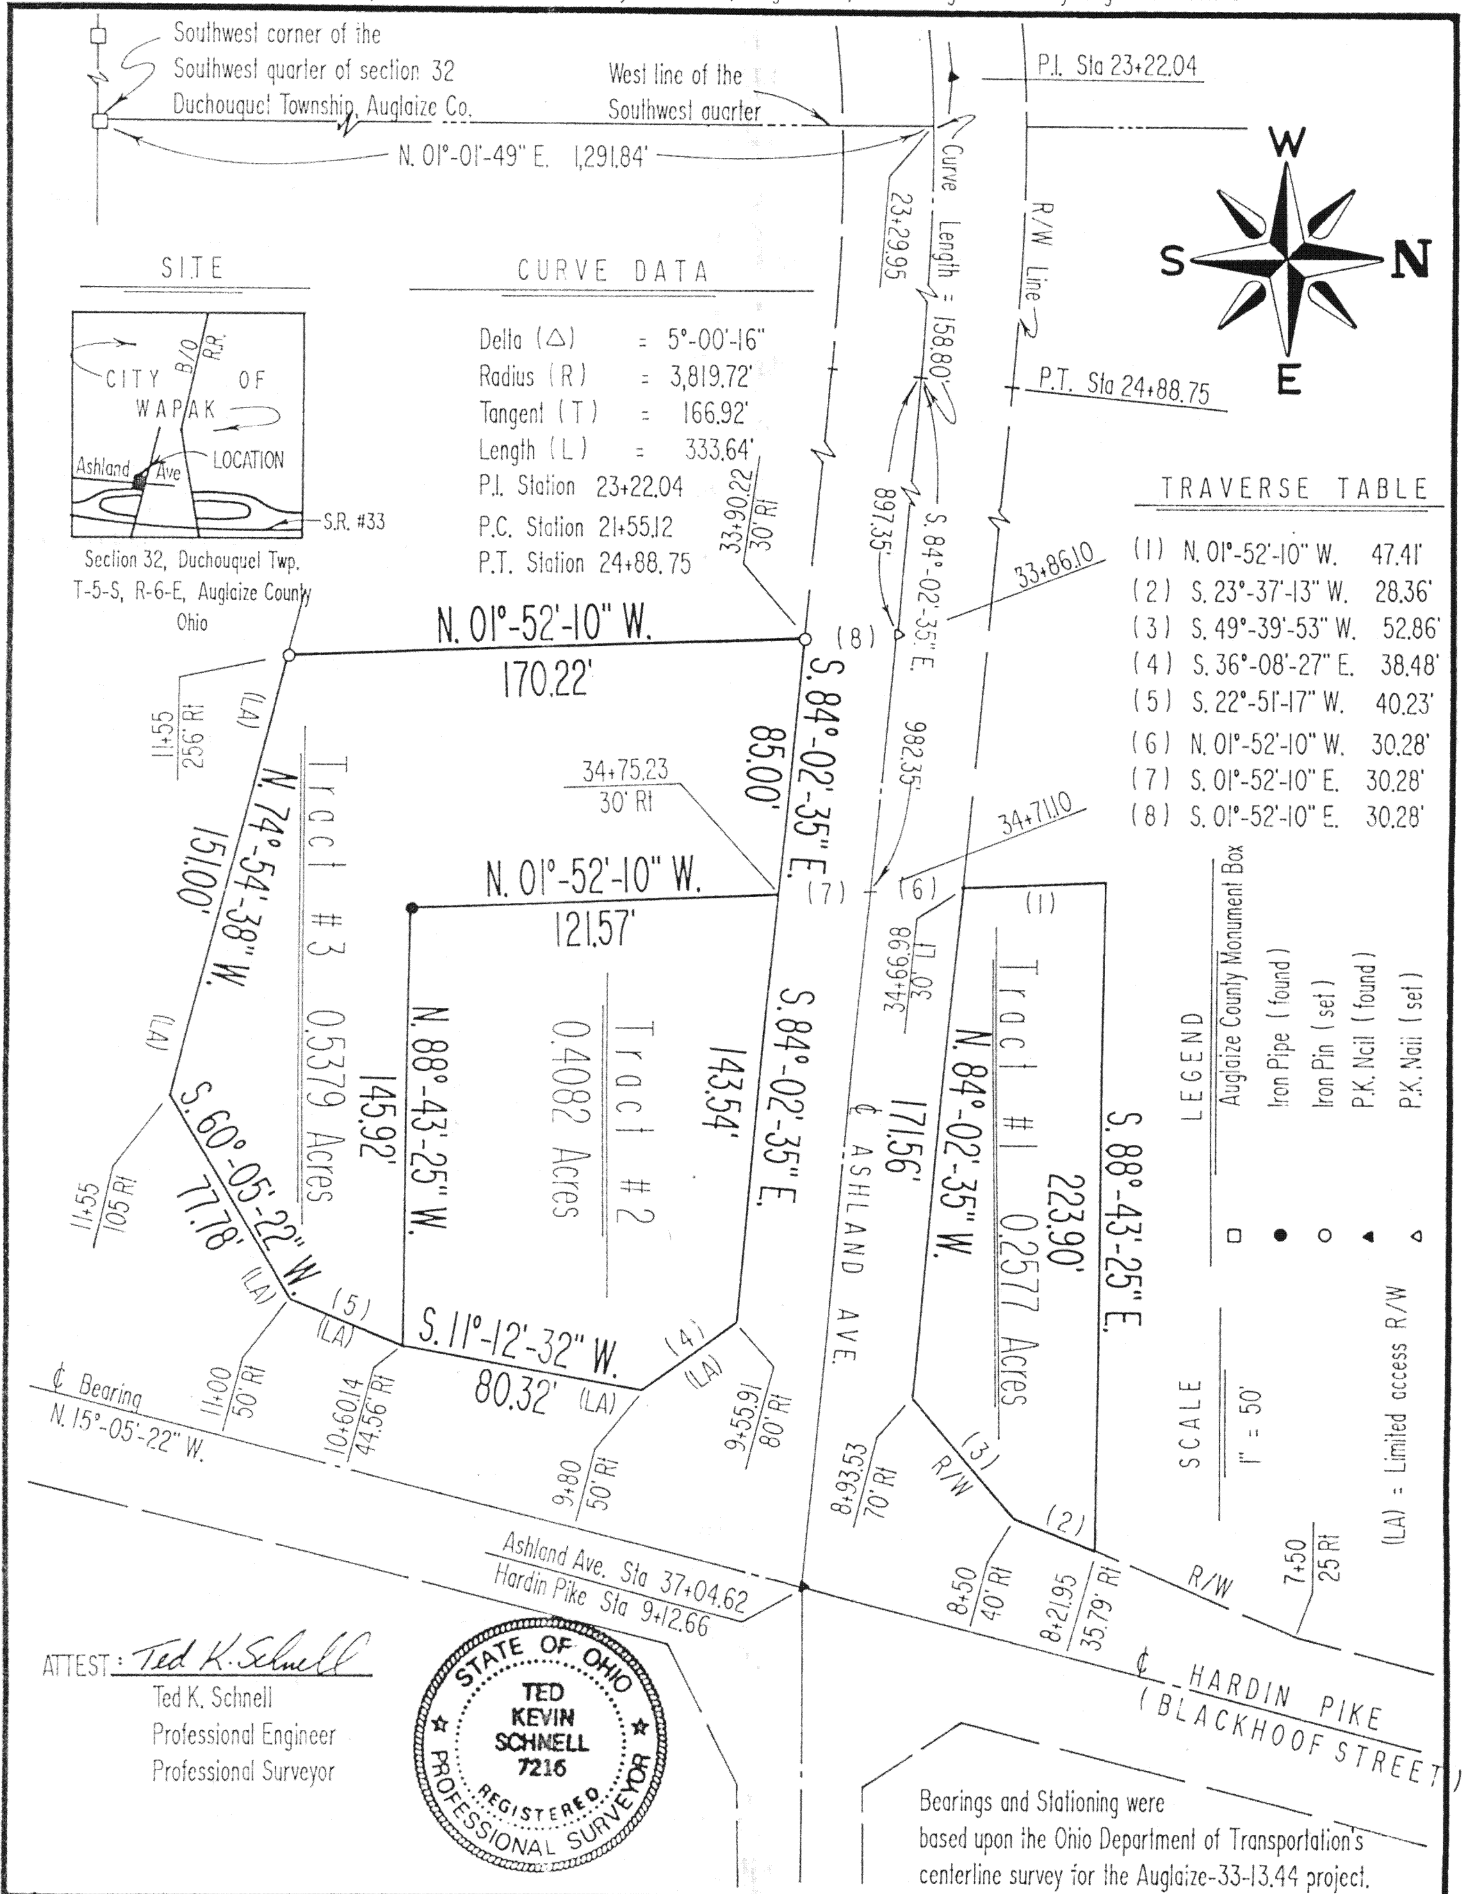 Southwest corner of the
Southwest quarter of section 32
Duchouquet Township, Auglaize Co.
West line of the
Southwest quarter
P.I. Sta 23+22.04
N. 01°-01'-49" E. 1,291.84'
23+29.95
Curve Length = 158.80'
R/W Line
W
S
N
E
P.T. Sta 24+88.75
SITE
CITY OF
WAPAK
B/O R.R.
Ashland Ave
LOCATION
S.R. #33
Section 32, Duchouquet Twp.
T-5-S, R-6-E, Auglaize County
Ohio
CURVE DATA
Delta (△) = 5°-00'-16"
Radius (R) = 3,819.72'
Tangent (T) = 166.92'
Length (L) = 333.64'
P.I. Station 23+22.04
P.C. Station 21+55.12
P.T. Station 24+88.75
33+90.22
30' Rt
897.35'
S. 84°-02'-35" E.
33+86.10
TRAVERSE TABLE
(1) N. 01°-52'-10" W. 47.41'
(2) S. 23°-37'-13" W. 28.36'
(3) S. 49°-39'-53" W. 52.86'
(4) S. 36°-08'-27" E. 38.48'
(5) S. 22°-51'-17" W. 40.23'
(6) N. 01°-52'-10" W. 30.28'
(7) S. 01°-52'-10" E. 30.28'
(8) S. 01°-52'-10" E. 30.28'
N. 01°-52'-10" W.
170.22'
(8)
11+55
256' Rt
(LA)
N. 74°-54'-38" W.
151.00'
(LA)
Tract #3 0.5379 Acres
S. 84°-02'-35" E.
85.00'
982.35'
34+75.23
30' Rt
34+71.10
N. 01°-52'-10" W.
121.57'
(7)
(6)
(1)
34+66.98
30' Lt
Tract #2
0.4082 Acres
N. 88°-43'-25" W.
145.92'
S. 84°-02'-35" E.
143.54'
℄ ASHLAND AVE.
N. 84°-02'-35" W.
171.56'
Tract #1 0.2577 Acres
S. 88°-43'-25" E.
223.90'
LEGEND
Auglaize County Monument Box □
Iron Pipe (found) ●
Iron Pin (set) ○
P.K. Nail (found) ▲
P.K. Nail (set) △
SCALE
1" = 50'
(LA) = Limited access R/W
S. 60°-05'-22" W.
77.78'
(LA)
11+55
105 Rt
(5)
(LA)
S. 11°-12'-32" W.
80.32' (LA)
(4)
(LA)
11+00
50' Rt
10+60.14
44.56' Rt
9+80
50' Rt
9+55.91
80' Rt
8+93.53
70' Rt
(3)
R/W
(2)
8+50
40' Rt
8+21.95
35.79' Rt
R/W
7+50
25 Rt
℄ Bearing
N. 15°-05'-22" W.
Ashland Ave. Sta 37+04.62
Hardin Pike Sta 9+12.66
℄ HARDIN PIKE
(BLACKHOOF STREET)
ATTEST: Ted K. Schnell
Ted K. Schnell
Professional Engineer
Professional Surveyor
STATE OF OHIO
TED
KEVIN
SCHNELL
7216
REGISTERED
PROFESSIONAL SURVEYOR
Bearings and Stationing were
based upon the Ohio Department of Transportation's
centerline survey for the Auglaize-33-13.44 project.